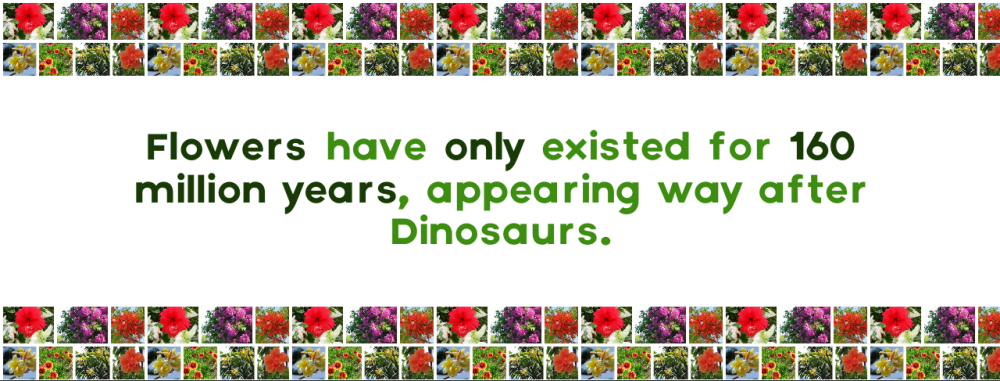 Flowers have only existed for 160
million years, appearing way after
Dinosaurs.